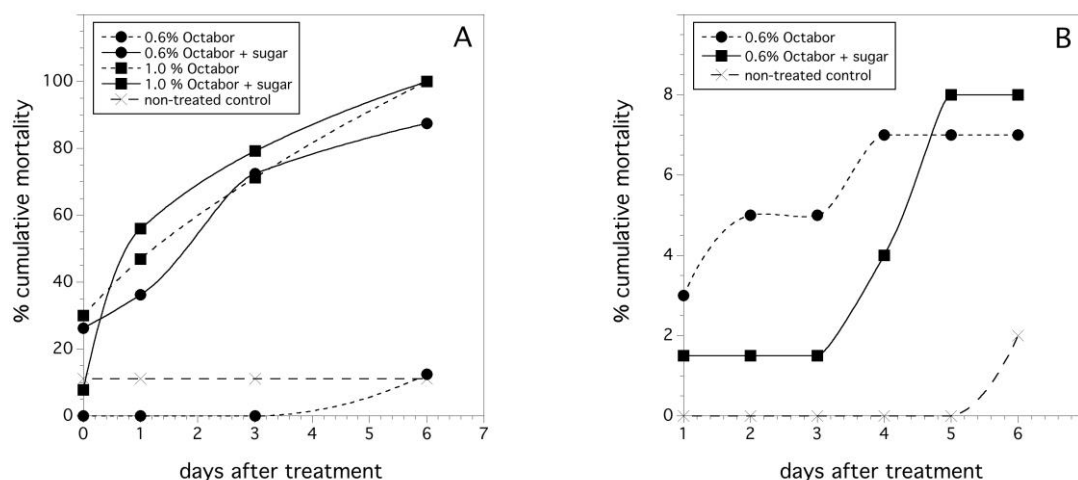 A
0.6% Octabor
0.6% Octabor + sugar
1.0 % Octabor
1.0 % Octabor + sugar
non-treated control
% cumulative mortality
100
80
60
40
20
0
0 1 2 3 4 5 6 7
days after treatment
B
0.6% Octabor
0.6% Octabor + sugar
non-treated control
% cumulative mortality
8
6
4
2
0
1 2 3 4 5 6
days after treatment